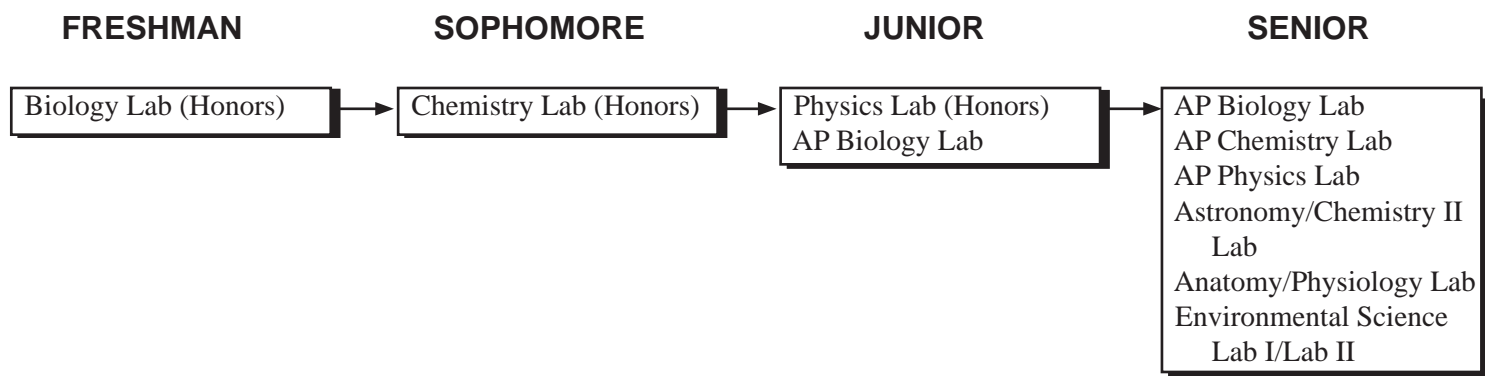 FRESHMAN
SOPHOMORE
JUNIOR
SENIOR
Biology Lab (Honors)
Chemistry Lab (Honors)
Physics Lab (Honors)
AP Biology Lab
AP Biology Lab
AP Chemistry Lab
AP Physics Lab
Astronomy/Chemistry II
Lab
Anatomy/Physiology Lab
Environmental Science
Lab I/Lab II